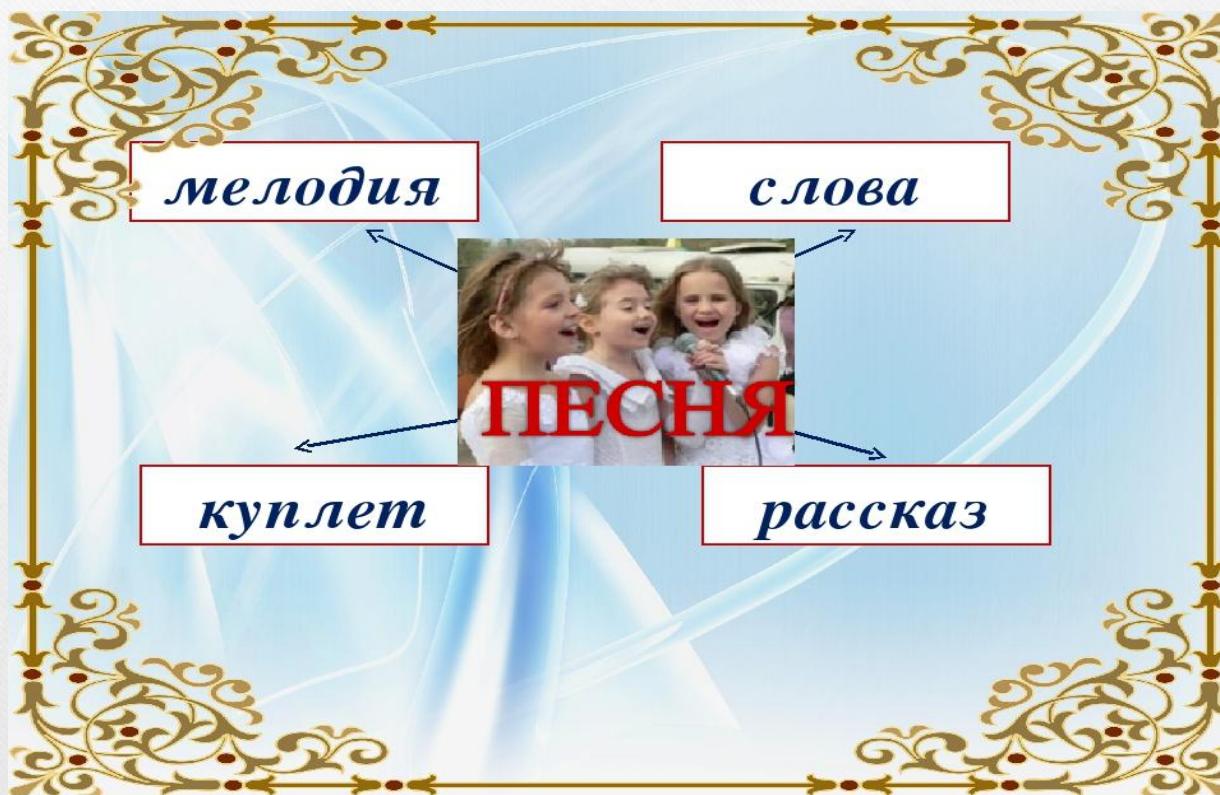 мелодия
слова
ПЕСНЯ
куплет
рассказ